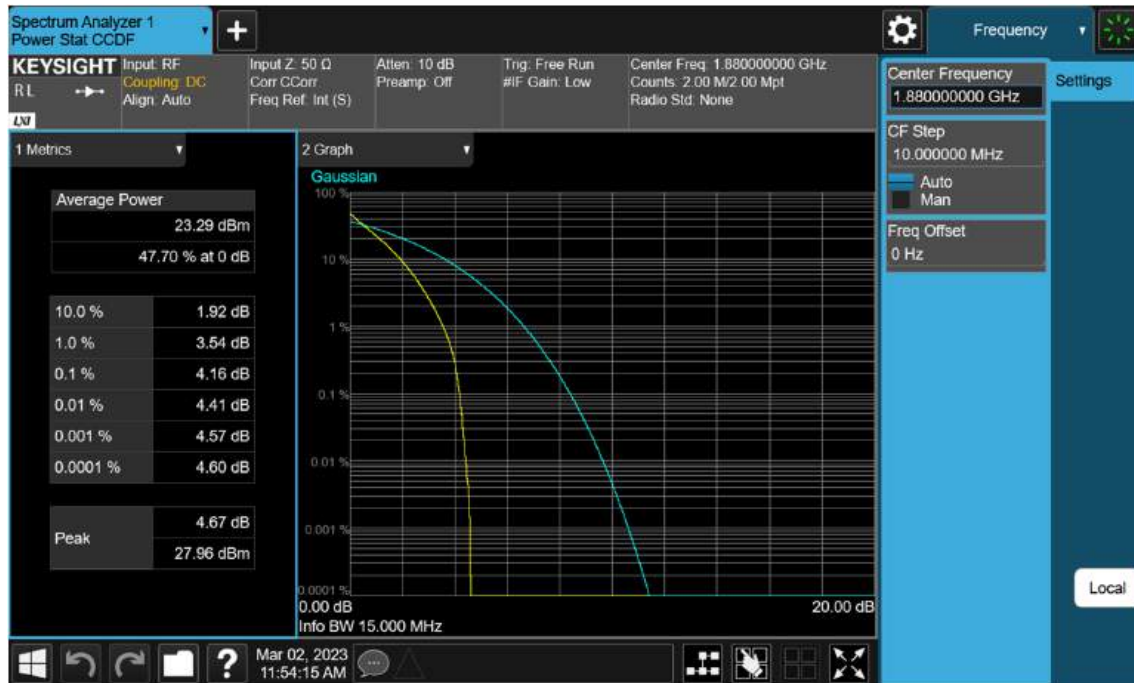 Spectrum Analyzer 1
Power Stat CCDF
+
Frequency
KEYSIGHT
RL
LXI
Input: RF
Coupling: DC
Align: Auto
Input Z: 50 Ω
Corr CCorr
Freq Ref: Int (S)
Atten: 10 dB
Preamp: Off
Trig: Free Run
#IF Gain: Low
Center Freq: 1.880000000 GHz
Counts: 2.00 M/2.00 Mpt
Radio Std: None
Center Frequency
1.880000000 GHz
Settings
CF Step
10.000000 MHz
Auto
Man
Freq Offset
0 Hz
Local
1 Metrics
Average Power
23.29 dBm
47.70 % at 0 dB
10.0 % 1.92 dB
1.0 % 3.54 dB
0.1 % 4.16 dB
0.01 % 4.41 dB
0.001 % 4.57 dB
0.0001 % 4.60 dB
Peak
4.67 dB
27.96 dBm
2 Graph
Gaussian
100 %
10 %
1 %
0.1 %
0.01 %
0.001 %
0.0001 %
0.00 dB 20.00 dB
Info BW 15.000 MHz
?
Mar 02, 2023
11:54:15 AM